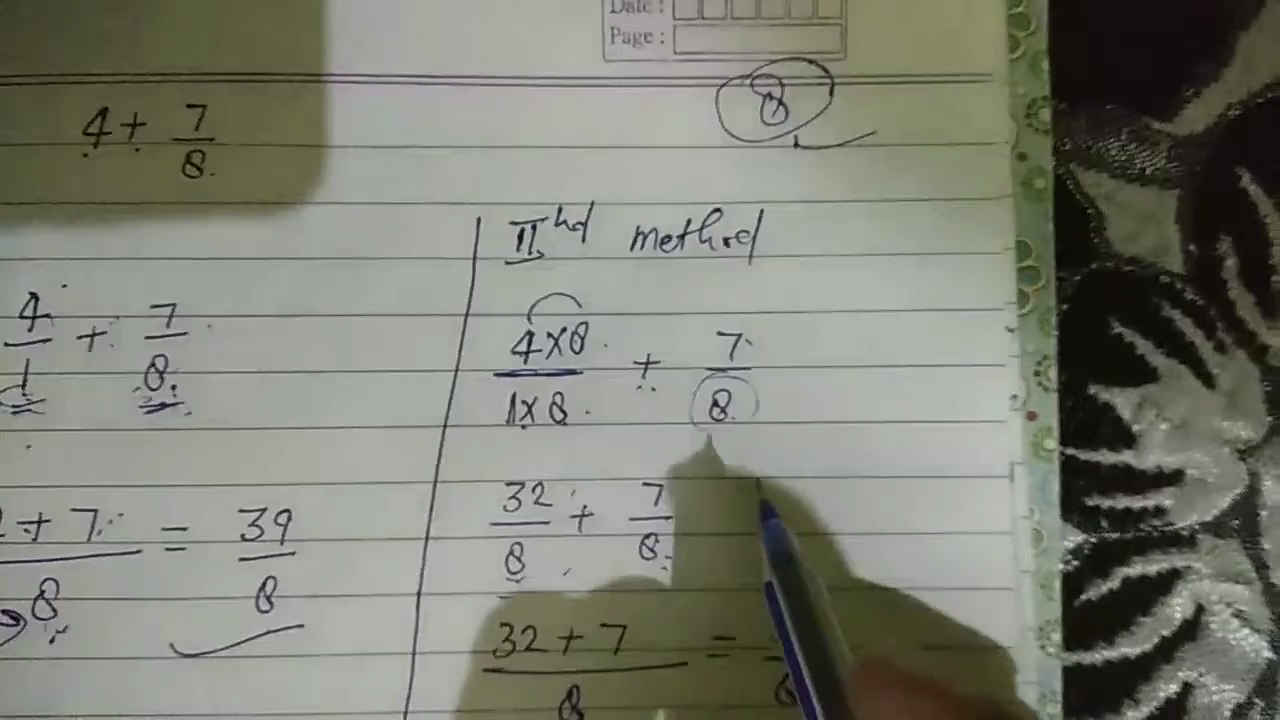 Date :
Page :
8
4 + 7/8
4/1 + 7/8
+ 7 / 8 = 39/8
IInd method
4×8 / 1×8 + 7/8
32/8 + 7/8
32 + 7 / 8 =